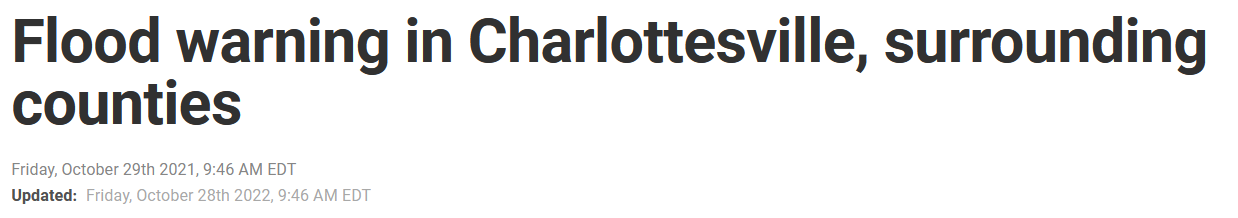 Flood warning in Charlottesville, surrounding
counties
Friday, October 29th 2021, 9:46 AM EDT
Updated: Friday, October 28th 2022, 9:46 AM EDT